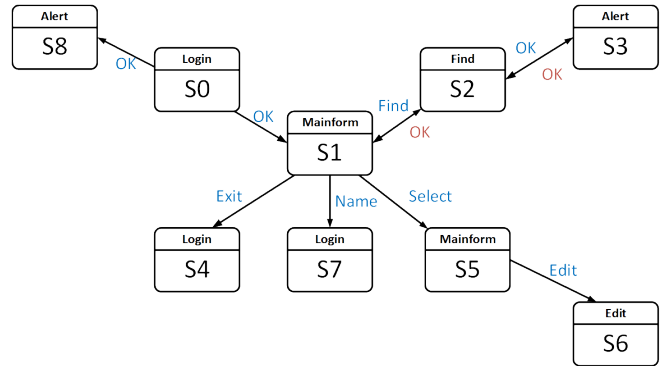 Alert
S8
OK
Login
S0
OK
Mainform
S1
Find
OK
Find
S2
OK
OK
Alert
S3
Exit
Name
Select
Login
S4
Login
S7
Mainform
S5
Edit
Edit
S6